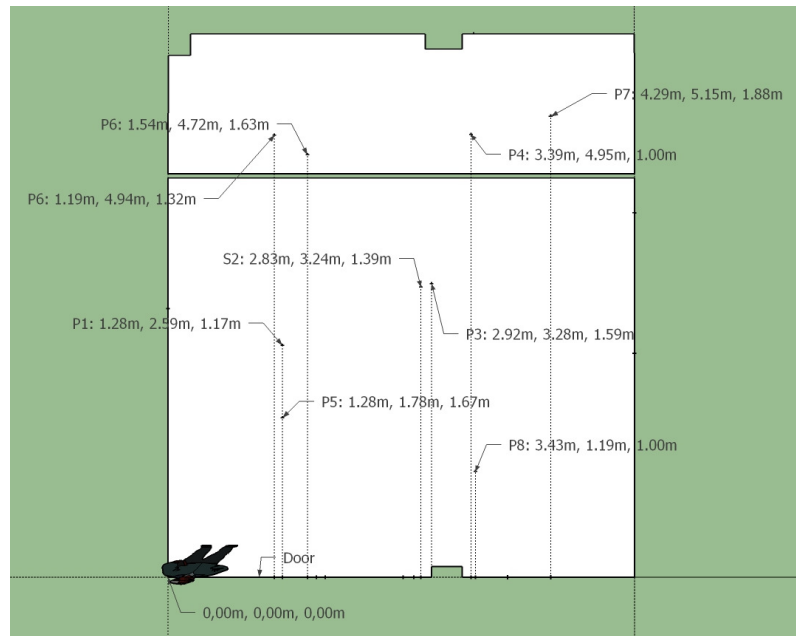 P7: 4.29m, 5.15m, 1.88m
P6: 1.54m, 4.72m, 1.63m
P4: 3.39m, 4.95m, 1.00m
P6: 1.19m, 4.94m, 1.32m
S2: 2.83m, 3.24m, 1.39m
P1: 1.28m, 2.59m, 1.17m
P3: 2.92m, 3.28m, 1.59m
P5: 1.28m, 1.78m, 1.67m
P8: 3.43m, 1.19m, 1.00m
Door
0,00m, 0,00m, 0,00m